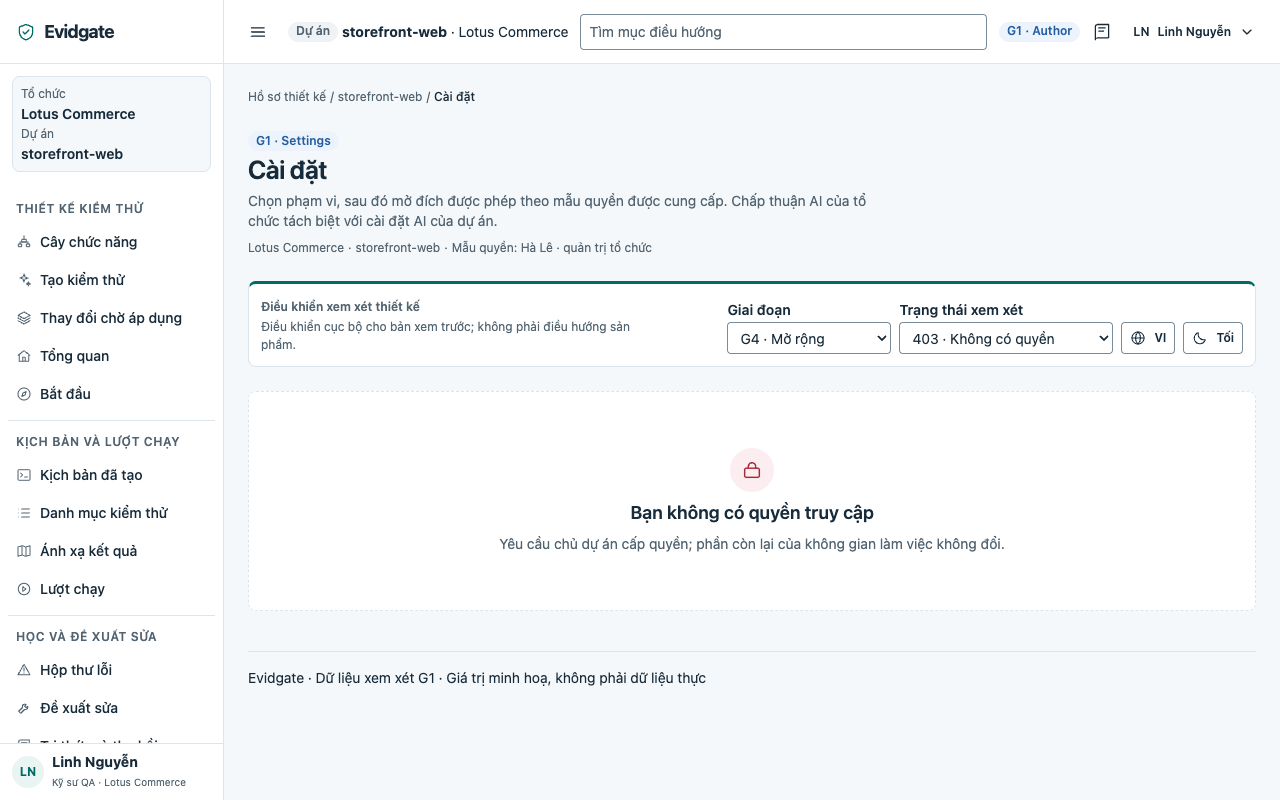 Evidgate
Dự án storefront-web · Lotus Commerce
Tìm mục điều hướng
G1 · Author
LN Linh Nguyễn
Tổ chức
Lotus Commerce
Dự án
storefront-web
THIẾT KẾ KIỂM THỬ
Cây chức năng
Tạo kiểm thử
Thay đổi chờ áp dụng
Tổng quan
Bắt đầu
KỊCH BẢN VÀ LƯỢT CHẠY
Kịch bản đã tạo
Danh mục kiểm thử
Ánh xạ kết quả
Lượt chạy
HỌC VÀ ĐỀ XUẤT SỬA
Hộp thư lỗi
Đề xuất sửa
LN Linh Nguyễn
Kỹ sư QA · Lotus Commerce
Hồ sơ thiết kế / storefront-web / Cài đặt
G1 · Settings
Cài đặt
Chọn phạm vi, sau đó mở đích được phép theo mẫu quyền được cung cấp. Chấp thuận AI của tổ
chức tách biệt với cài đặt AI của dự án.
Lotus Commerce · storefront-web · Mẫu quyền: Hà Lê · quản trị tổ chức
Điều khiển xem xét thiết kế
Điều khiển cục bộ cho bản xem trước; không phải điều hướng sản
phẩm.
Giai đoạn
G4 · Mở rộng
Trạng thái xem xét
403 · Không có quyền
VI
Tối
Bạn không có quyền truy cập
Yêu cầu chủ dự án cấp quyền; phần còn lại của không gian làm việc không đổi.
Evidgate · Dữ liệu xem xét G1 · Giá trị minh hoạ, không phải dữ liệu thực